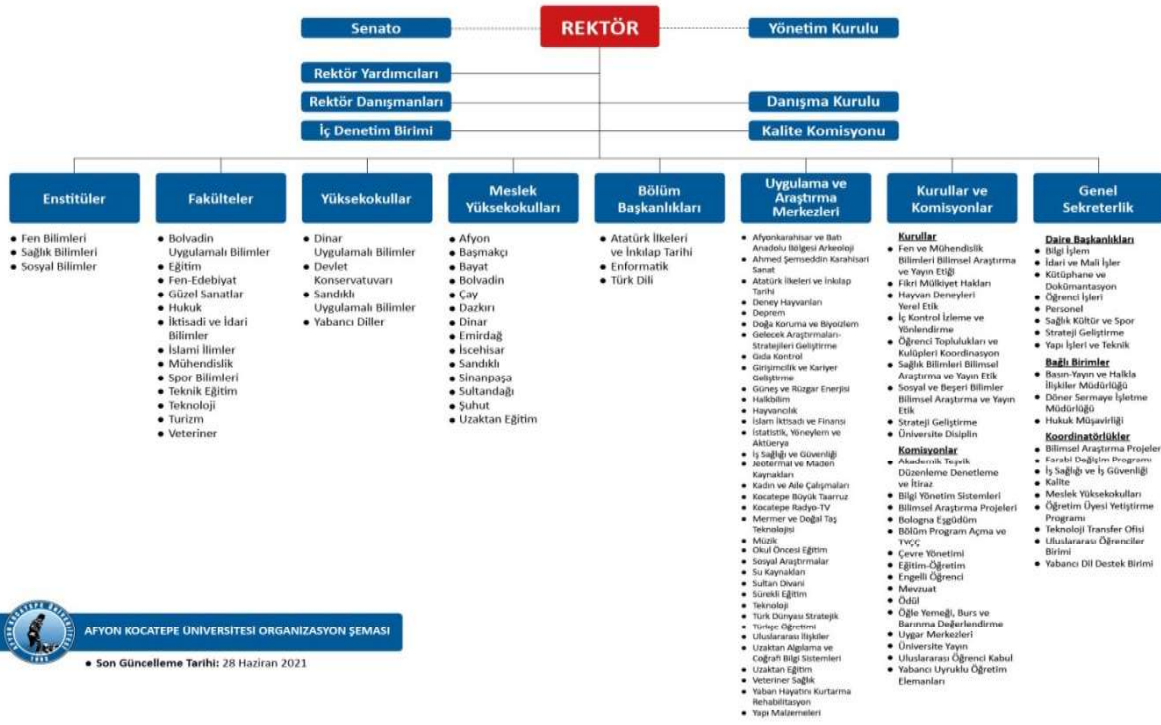 Senato
REKTÖR
Yönetim Kurulu
Rektör Yardımcıları
Rektör Danışmanları
Danışma Kurulu
İç Denetim Birimi
Kalite Komisyonu
Enstitüler
• Fen Bilimleri
• Sağlık Bilimleri
• Sosyal Bilimler
Fakülteler
• Bolvadin
Uygulamalı Bilimler
• Eğitim
• Fen-Edebiyat
• Güzel Sanatlar
• Hukuk
• İktisadi ve İdari
Bilimler
• İslami İlimler
• Mühendislik
• Spor Bilimleri
• Teknik Eğitim
• Teknoloji
• Turizm
• Veteriner
Yüksekokullar
• Dinar
Uygulamalı Bilimler
• Devlet
Konservatuvarı
• Sandıklı
Uygulamalı Bilimler
• Yabancı Diller
Meslek
Yüksekokulları
• Afyon
• Başmakçı
• Bayat
• Bolvadin
• Çay
• Dazkırı
• Dinar
• Emirdağ
• İscehisar
• Sandıklı
• Sinanpaşa
• Sultandağı
• Şuhut
• Uzaktan Eğitim
Bölüm
Başkanlıkları
• Atatürk İlkeleri
ve İnkılap Tarihi
• Enformatik
• Türk Dili
Uygulama ve
Araştırma
Merkezleri
• Afyonkarahisar ve Batı
Anadolu Bölgesi Arkeoloji
• Ahmed Şemseddin Karahisari
Sanat
• Atatürk İlkeleri ve İnkılap
Tarihi
• Deney Hayvanları
• Deprem
• Doğa Koruma ve Biyoizlem
• Gelecek Araştırmaları-
Stratejileri Geliştirme
• Gıda Kontrol
• Girişimcilik ve Kariyer
Geliştirme
• Güneş ve Rüzgar Enerjisi
• Halkbilim
• Hayvancılık
• İslam İktisadı ve Finansı
• İstatistik, Yöneylem ve
Aktüerya
• İş Sağlığı ve Güvenliği
• Jeotermal ve Maden
Kaynakları
• Kadın ve Aile Çalışmaları
• Kocatepe Büyük Taarruz
• Kocatepe Radyo-TV
• Mermer ve Doğal Taş
Teknolojisi
• Müzik
• Okul Öncesi Eğitim
• Sosyal Araştırmalar
• Su Kaynakları
• Sultan Divani
• Sürekli Eğitim
• Teknoloji
• Türk Dünyası Stratejik
• Türkçe Öğretimi
• Uluslararası İlişkiler
• Uzaktan Algılama ve
Coğrafi Bilgi Sistemleri
• Uzaktan Eğitim
• Veteriner Sağlık
• Yaban Hayatını Kurtarma
Rehabilitasyon
• Yapı Malzemeleri
Kurullar ve
Komisyonlar
Kurullar
• Fen ve Mühendislik
Bilimleri Bilimsel Araştırma
ve Yayın Etiği
• Fikri Mülkiyet Hakları
• Hayvan Deneyleri
Yerel Etik
• İç Kontrol İzleme ve
Yönlendirme
• Öğrenci Toplulukları ve
Kulüpleri Koordinasyon
• Sağlık Bilimleri Bilimsel
Araştırma ve Yayın Etik
• Sosyal ve Beşeri Bilimler
Bilimsel Araştırma ve Yayın
Etik
• Strateji Geliştirme
• Üniversite Disiplin
Komisyonlar
• Akademik Teşvik
Düzenleme Denetleme
ve İtiraz
• Bilgi Yönetim Sistemleri
• Bilimsel Araştırma Projeleri
• Bologna Eşgüdüm
• Bölüm Program Açma ve
TYÇÇ
• Çevre Yönetimi
• Eğitim-Öğretim
• Engelli Öğrenci
• Mevzuat
• Ödül
• Öğle Yemeği, Burs ve
Barınma Değerlendirme
• Uygar Merkezleri
• Üniversite Yayın
• Uluslararası Öğrenci Kabul
• Yabancı Uyruklu Öğretim
Elemanları
Genel
Sekreterlik
Daire Başkanlıkları
• Bilgi İşlem
• İdari ve Mali İşler
• Kütüphane ve
Dokümantasyon
• Öğrenci İşleri
• Personel
• Sağlık Kültür ve Spor
• Strateji Geliştirme
• Yapı İşleri ve Teknik
Bağlı Birimler
• Basın-Yayın ve Halkla
İlişkiler Müdürlüğü
• Döner Sermaye İşletme
Müdürlüğü
• Hukuk Müşavirliği
Koordinatörlükler
• Bilimsel Araştırma Projeler
• Farabi Değişim Programı
• İş Sağlığı ve İş Güvenliği
• Kalite
• Meslek Yüksekokulları
• Öğretim Üyesi Yetiştirme
Programı
• Teknoloji Transfer Ofisi
• Uluslararası Öğrenciler
Birimi
• Yabancı Dil Destek Birimi
AFYON KOCATEPE ÜNİVERSİTESİ ORGANİZASYON ŞEMASI
• Son Güncelleme Tarihi: 28 Haziran 2021
AFYON KOCATEPE ÜNİVERSİTESİ
1992